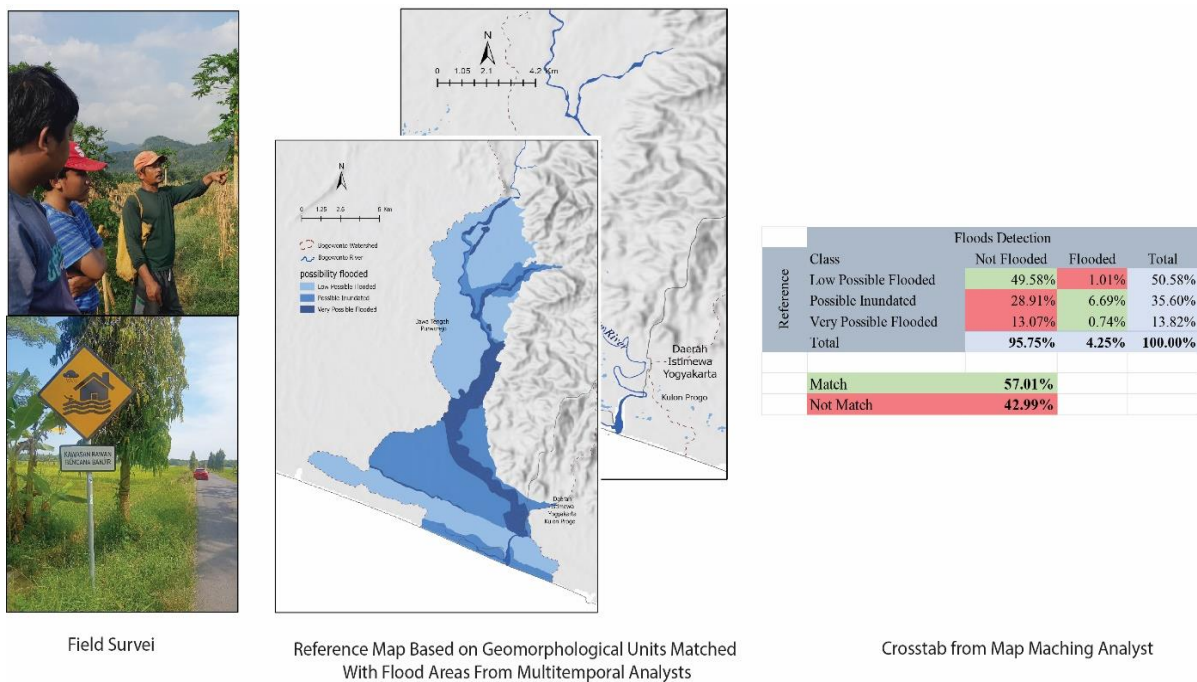 KAWASAN RAWAN
BENCANA BANJIR
Field Survei
N
0 1.05 2.1 4.2 Km
N
0 1.25 2.5 5 Km
Bogowonto Watershed
Bogowonto River
possibility flooded
Low Possible Flooded
Possible Inundated
Very Possible Flooded
Jawa Tengah
Purworejo
Daerah
Istimewa
Yogyakarta
Kulon Progo
River
Daerah
Istimewa
Yogyakarta
Kulon Progo
Reference Map Based on Geomorphological Units Matched
With Flood Areas From Multitemporal Analysts
Floods Detection
Class Not Flooded Flooded Total
Reference
Low Possible Flooded 49.58% 1.01% 50.58%
Possible Inundated 28.91% 6.69% 35.60%
Very Possible Flooded 13.07% 0.74% 13.82%
Total 95.75% 4.25% 100.00%
Match 57.01%
Not Match 42.99%
Crosstab from Map Maching Analyst